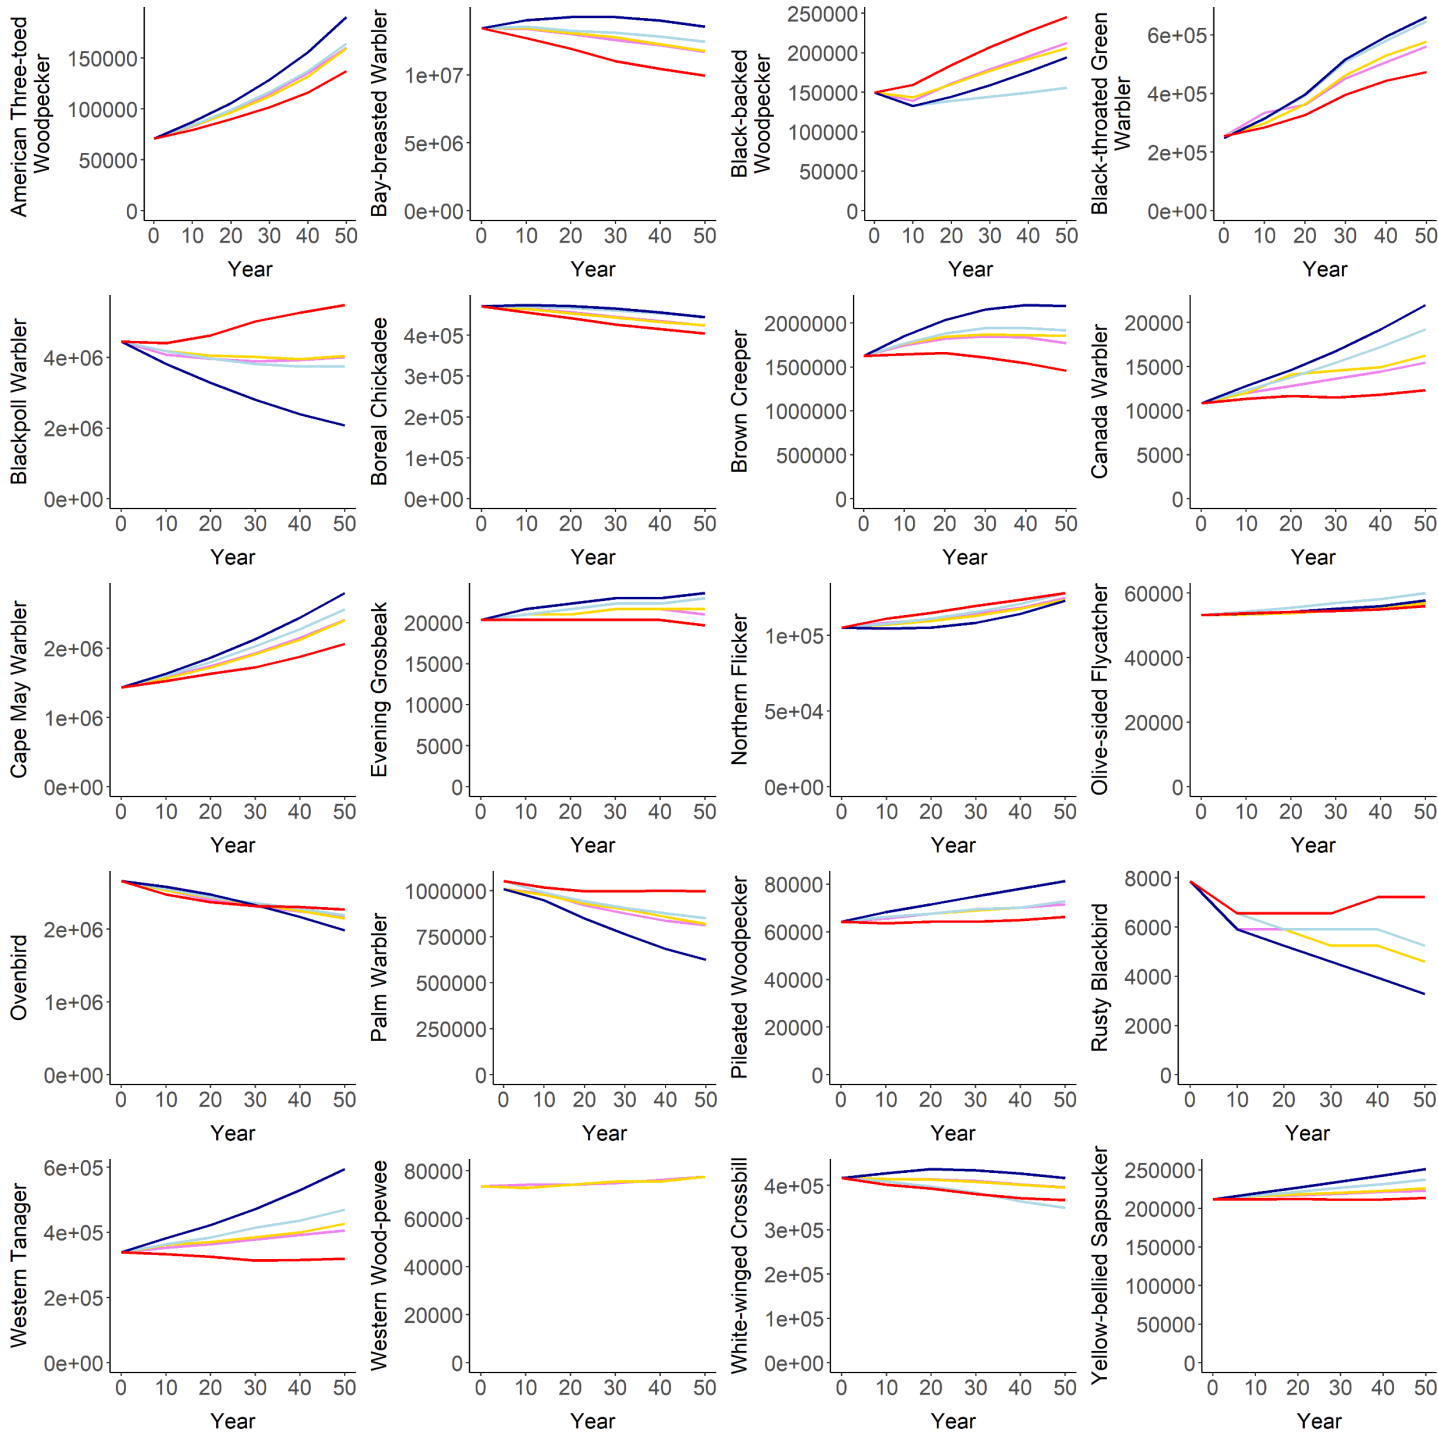 American Three-toed
Woodpecker
150000
100000
50000
0
0 10 20 30 40 50
Year
Bay-breasted Warbler
1e+07
5e+06
0e+00
0 10 20 30 40 50
Year
Black-backed
Woodpecker
250000
200000
150000
100000
50000
0
0 10 20 30 40 50
Year
Black-throated Green
Warbler
6e+05
4e+05
2e+05
0e+00
0 10 20 30 40 50
Year
Blackpoll Warbler
4e+06
2e+06
0e+00
0 10 20 30 40 50
Year
Boreal Chickadee
4e+05
3e+05
2e+05
1e+05
0e+00
0 10 20 30 40 50
Year
Brown Creeper
2000000
1500000
1000000
500000
0
0 10 20 30 40 50
Year
Canada Warbler
20000
15000
10000
5000
0
0 10 20 30 40 50
Year
Cape May Warbler
2e+06
1e+06
0e+00
0 10 20 30 40 50
Year
Evening Grosbeak
20000
15000
10000
5000
0
0 10 20 30 40 50
Year
Northern Flicker
1e+05
5e+04
0e+00
0 10 20 30 40 50
Year
Olive-sided Flycatcher
60000
40000
20000
0
0 10 20 30 40 50
Year
Ovenbird
2e+06
1e+06
0e+00
0 10 20 30 40 50
Year
Palm Warbler
1000000
750000
500000
250000
0
0 10 20 30 40 50
Year
Pileated Woodpecker
80000
60000
40000
20000
0
0 10 20 30 40 50
Year
Rusty Blackbird
8000
6000
4000
2000
0
0 10 20 30 40 50
Year
Western Tanager
6e+05
4e+05
2e+05
0e+00
0 10 20 30 40 50
Year
Western Wood-pewee
80000
60000
40000
20000
0
0 10 20 30 40 50
Year
White-winged Crossbill
4e+05
3e+05
2e+05
1e+05
0e+00
0 10 20 30 40 50
Year
Yellow-bellied Sapsucker
250000
200000
150000
100000
50000
0
0 10 20 30 40 50
Year